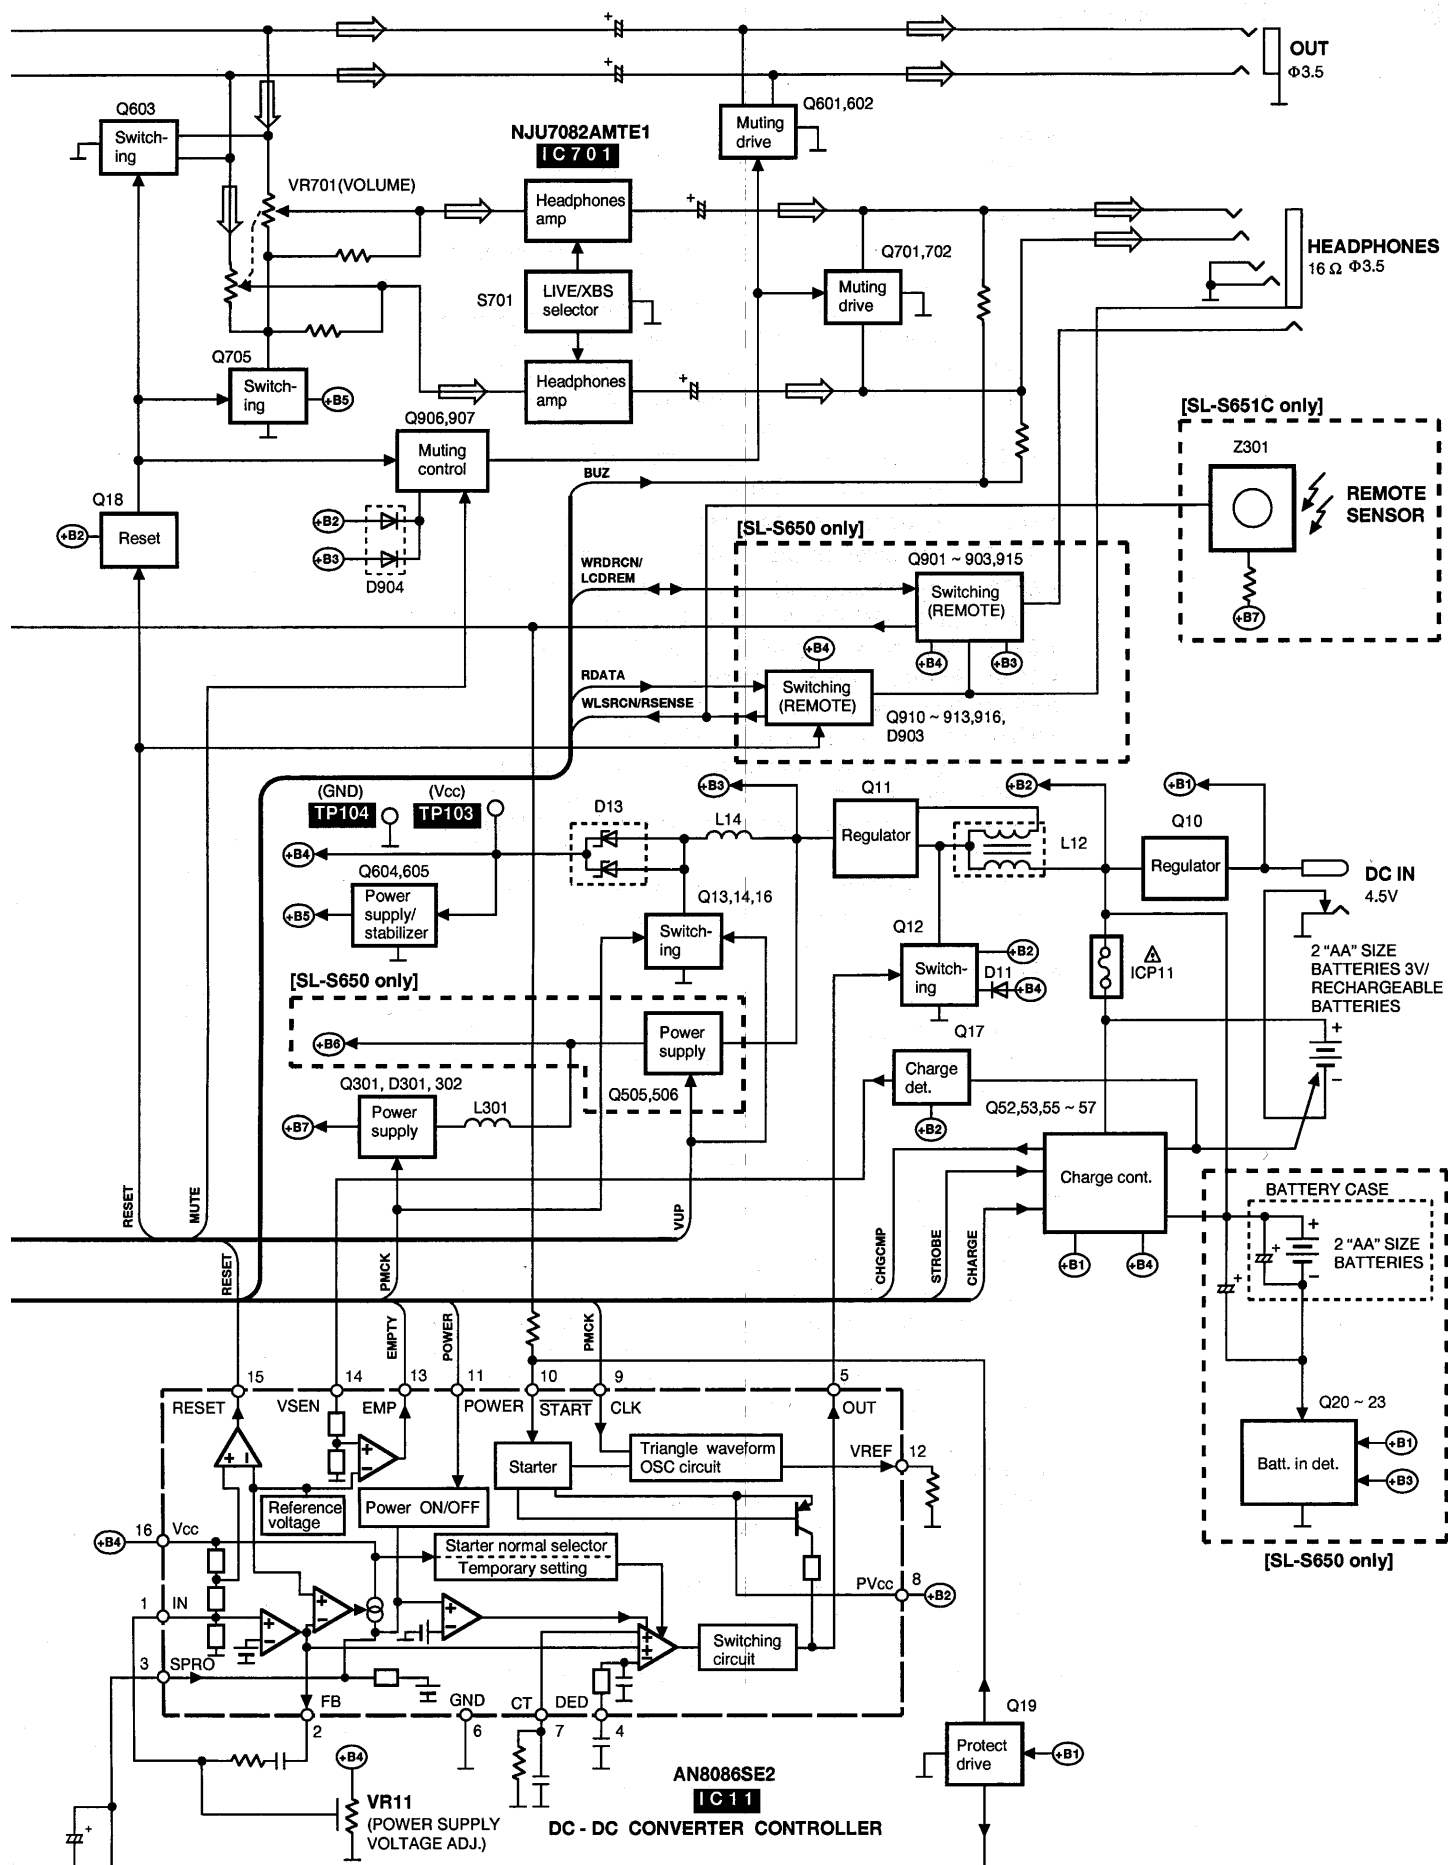 OUT
Φ3.5
Q603
Switch-
ing
NJU7082AMTE1
IC701
Q601,602
Muting
drive
VR701(VOLUME)
Headphones
amp
Q701,702
Muting
drive
HEADPHONES
16 Ω Φ3.5
S701
LIVE/XBS
selector
Q705
Switch-
ing
+B5
Headphones
amp
Q906,907
Muting
control
[SL-S651C only]
Z301
REMOTE
SENSOR
+B7
BUZ
Q18
+B2
Reset
+B2
+B3
D904
[SL-S650 only]
WRDRCN/
LCDREM
Q901 ~ 903,915
Switching
(REMOTE)
+B4
+B4
+B3
RDATA
WLSRCN/RSENSE
Switching
(REMOTE)
Q910 ~ 913,916,
D903
(GND)
TP104
(Vcc)
TP103
+B3
Q11
+B2
+B1
D13
L14
Regulator
L12
Q10
Regulator
DC IN
4.5V
+B4
Q604,605
Power
supply/
stabilizer
+B5
Q13,14,16
Switch-
ing
Q12
Switch-
ing
+B2
D11
+B4
ICP11
2 "AA" SIZE
BATTERIES 3V/
RECHARGEABLE
BATTERIES
+
−
[SL-S650 only]
+B6
Power
supply
Q505,506
Q17
Charge
det.
+B2
Q301, D301, 302
Power
supply
L301
+B7
Q52,53,55 ~ 57
Charge cont.
+B1
+B4
RESET
MUTE
VUP
RESET
PMCK
CHGCMP
STROBE
CHARGE
BATTERY CASE
+
+
−
2 "AA" SIZE
BATTERIES
+
EMPTY
POWER
PMCK
15
14
13
11
10
9
5
RESET
VSEN
EMP
POWER
START
CLK
OUT
Q20 ~ 23
Batt. in det.
+B1
+B3
[SL-S650 only]
Starter
Triangle waveform
OSC circuit
VREF
12
Reference
voltage
Power ON/OFF
+B4
16
Vcc
Starter normal selector
Temporary setting
PVcc
8
+B2
1
IN
Switching
circuit
3
SPRO
FB
GND
CT
DED
2
6
7
4
Q19
Protect
drive
+B1
+B4
VR11
(POWER SUPPLY
VOLTAGE ADJ.)
AN8086SE2
IC11
DC - DC CONVERTER CONTROLLER
+